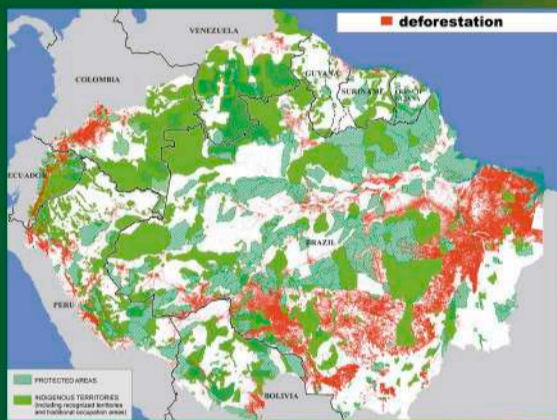 deforestation
VENEZUELA
COLOMBIA
GUYANA
SURINAME
ECUADOR
BRAZIL
PERU
BOLIVIA
PROTECTED AREAS
INDIGENOUS TERRITORIES
(including recognized territories
and traditional occupation areas)